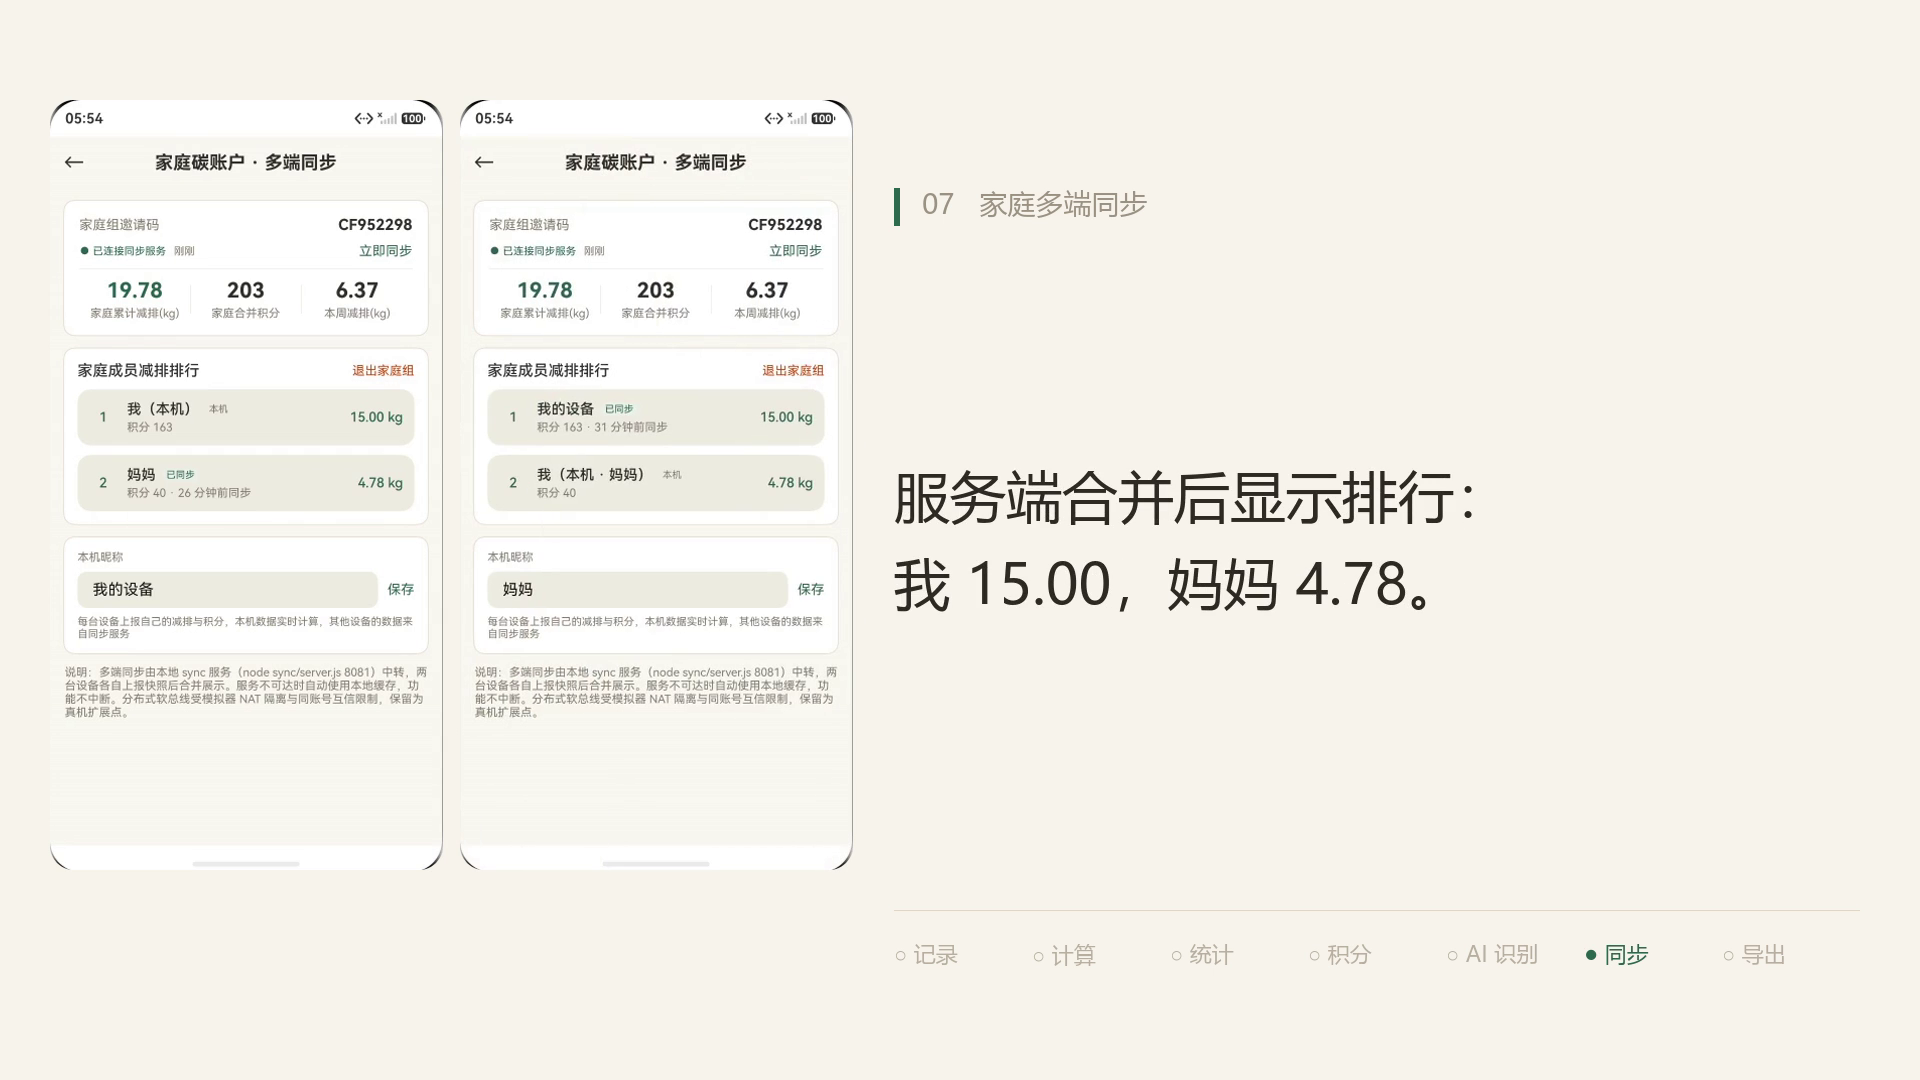 05:54
100
家庭碳账户 · 多端同步
家庭组邀请码
CF952298
已连接同步服务 刚刚
立即同步
19.78
203
6.37
家庭累计减排(kg)
家庭合并积分
本周减排(kg)
家庭成员减排排行
退出家庭组
1
我（本机） 本机
积分 163
15.00 kg
2
妈妈 已同步
积分 40 · 26 分钟前同步
4.78 kg
本机昵称
我的设备
保存
每台设备上报自己的减排与积分，本机数据实时计算，其他设备的数据来
自同步服务
说明：多端同步由本地 sync 服务（node sync/server.js 8081）中转，两
台设备各自上报快照后合并展示。服务不可达时自动使用本地缓存，功
能不中断。分布式软总线受模拟器 NAT 隔离与同账号互信限制，保留为
真机扩展点。
05:54
100
家庭碳账户 · 多端同步
家庭组邀请码
CF952298
已连接同步服务 刚刚
立即同步
19.78
203
6.37
家庭累计减排(kg)
家庭合并积分
本周减排(kg)
家庭成员减排排行
退出家庭组
1
我的设备 已同步
积分 163 · 31 分钟前同步
15.00 kg
2
我（本机 · 妈妈） 本机
积分 40
4.78 kg
本机昵称
妈妈
保存
每台设备上报自己的减排与积分，本机数据实时计算，其他设备的数据来
自同步服务
说明：多端同步由本地 sync 服务（node sync/server.js 8081）中转，两
台设备各自上报快照后合并展示。服务不可达时自动使用本地缓存，功
能不中断。分布式软总线受模拟器 NAT 隔离与同账号互信限制，保留为
真机扩展点。
07 家庭多端同步
服务端合并后显示排行：
我 15.00，妈妈 4.78。
记录
计算
统计
积分
AI 识别
同步
导出